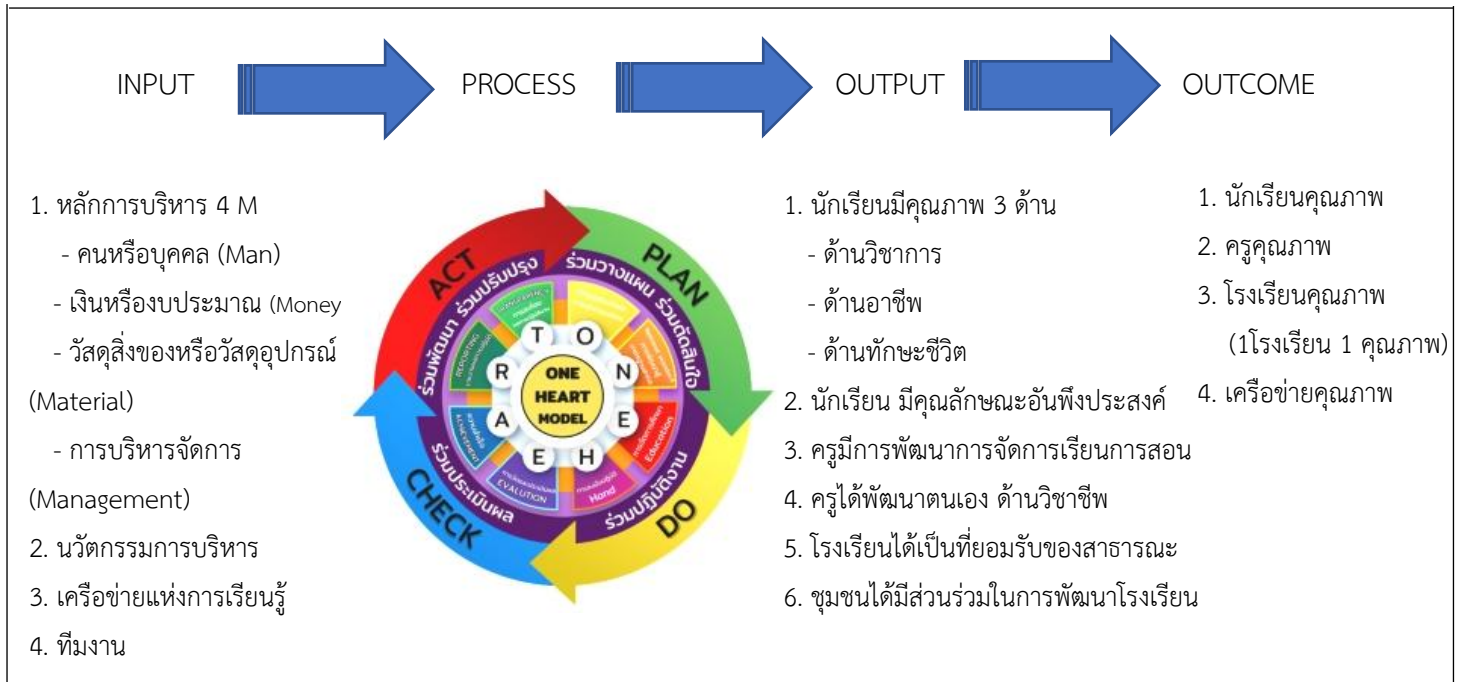 INPUT
PROCESS
OUTPUT
OUTCOME
1. หลักการบริหาร 4 M
- คนหรือบุคคล (Man)
- เงินหรืองบประมาณ (Money
- วัสดุสิ่งของหรือวัสดุอุปกรณ์
(Material)
- การบริหารจัดการ
(Management)
2. นวัตกรรมการบริหาร
3. เครือข่ายแห่งการเรียนรู้
4. ทีมงาน
ACT
PLAN
DO
CHECK
ร่วมพัฒนา ร่วมปรับปรุง
ร่วมวางแผน ร่วมตัดสินใจ
ร่วมปฏิบัติงาน
ร่วมประเมินผล
O
N
E
H
E
A
R
T
ONE
HEART
MODEL
Education
Hand
EVALUTION
ACHIEVEMENT
REPORTING
1. นักเรียนมีคุณภาพ 3 ด้าน
- ด้านวิชาการ
- ด้านอาชีพ
- ด้านทักษะชีวิต
2. นักเรียน มีคุณลักษณะอันพึงประสงค์
3. ครูมีการพัฒนาการจัดการเรียนการสอน
4. ครูได้พัฒนาตนเอง ด้านวิชาชีพ
5. โรงเรียนได้เป็นที่ยอมรับของสาธารณะ
6. ชุมชนได้มีส่วนร่วมในการพัฒนาโรงเรียน
1. นักเรียนคุณภาพ
2. ครูคุณภาพ
3. โรงเรียนคุณภาพ
(1โรงเรียน 1 คุณภาพ)
4. เครือข่ายคุณภาพ